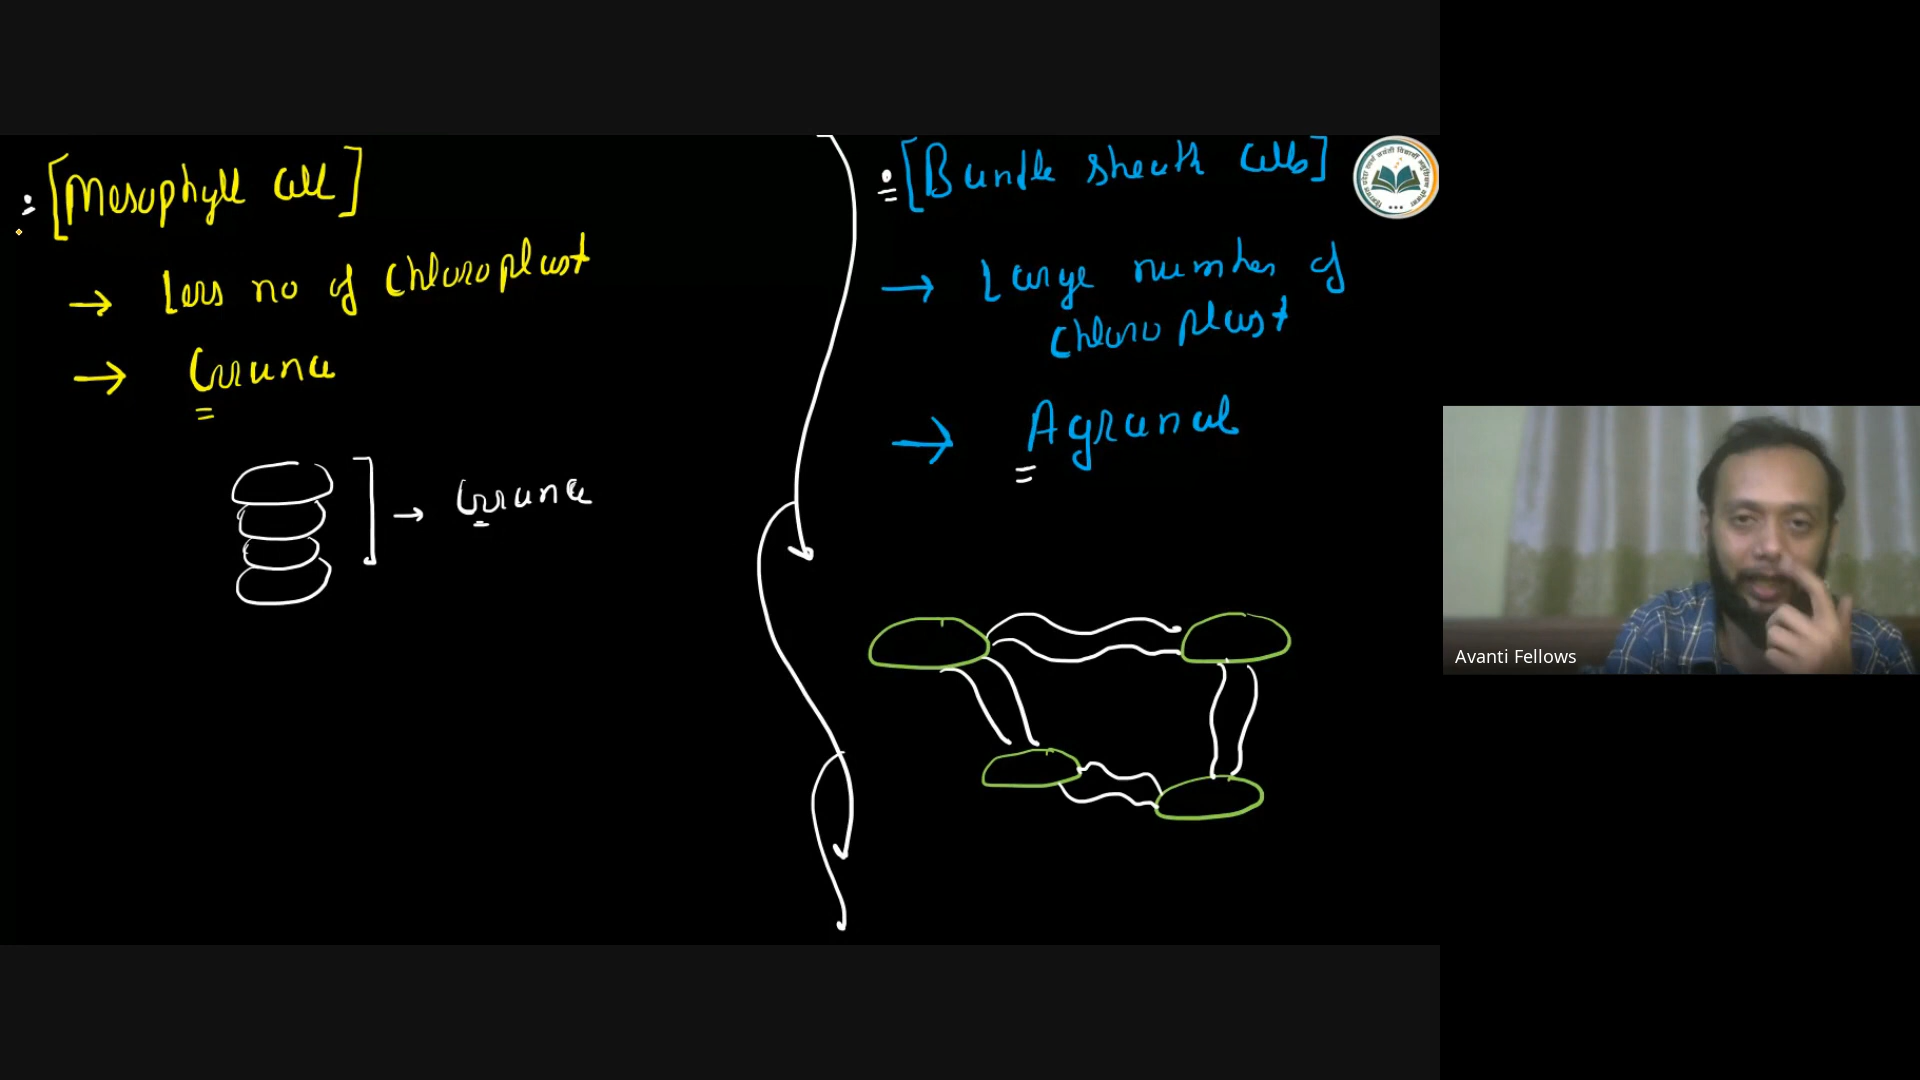 [Mesophyll Cell]
→ Less no of Chloroplast
→ Grana
→ Grana
[Bundle sheath Cells]
→ Large number of
Chloroplast
→ Agranal
Avanti Fellows